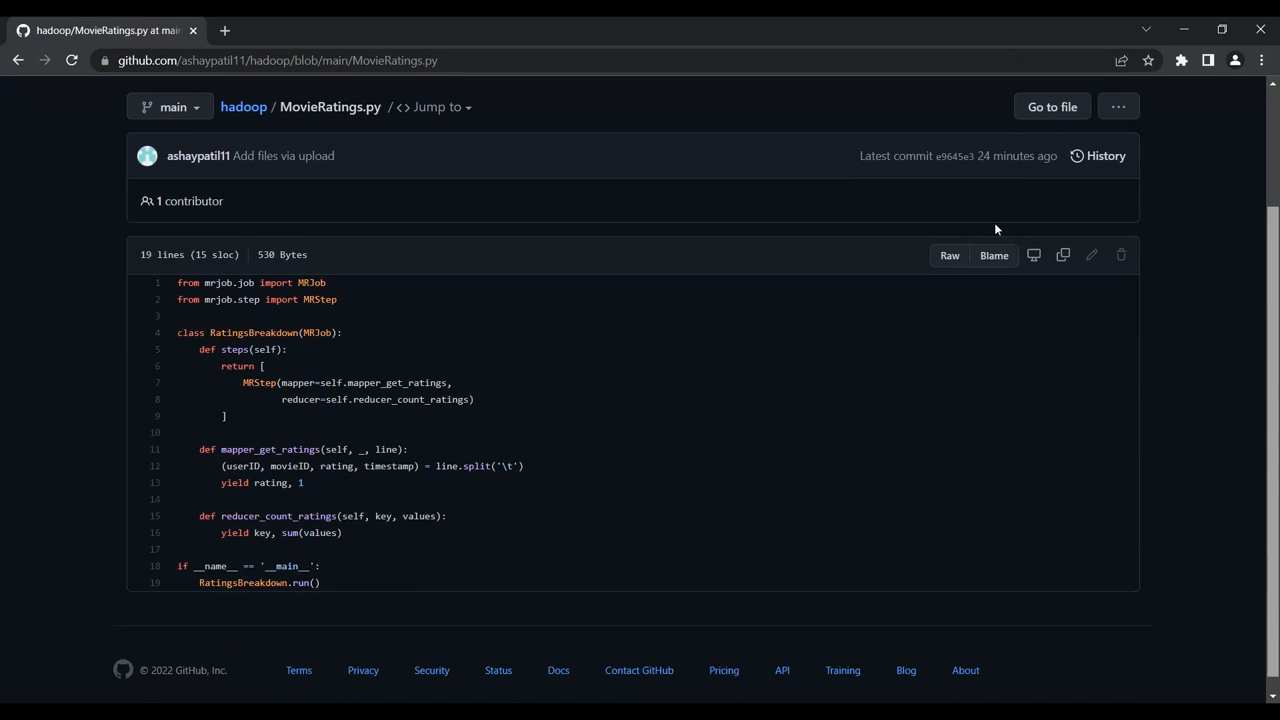 hadoop/MovieRatings.py at main
github.com/ashaypatil11/hadoop/blob/main/MovieRatings.py
main hadoop / MovieRatings.py / <> Jump to Go to file ...
ashaypatil11 Add files via upload Latest commit e9645e3 24 minutes ago History
1 contributor
19 lines (15 sloc) 530 Bytes Raw Blame
1 from mrjob.job import MRJob
2 from mrjob.step import MRStep
3
4 class RatingsBreakdown(MRJob):
5     def steps(self):
6         return [
7             MRStep(mapper=self.mapper_get_ratings,
8                    reducer=self.reducer_count_ratings)
9         ]
10
11     def mapper_get_ratings(self, _, line):
12         (userID, movieID, rating, timestamp) = line.split('\t')
13         yield rating, 1
14
15     def reducer_count_ratings(self, key, values):
16         yield key, sum(values)
17
18 if __name__ == '__main__':
19     RatingsBreakdown.run()
© 2022 GitHub, Inc. Terms Privacy Security Status Docs Contact GitHub Pricing API Training Blog About